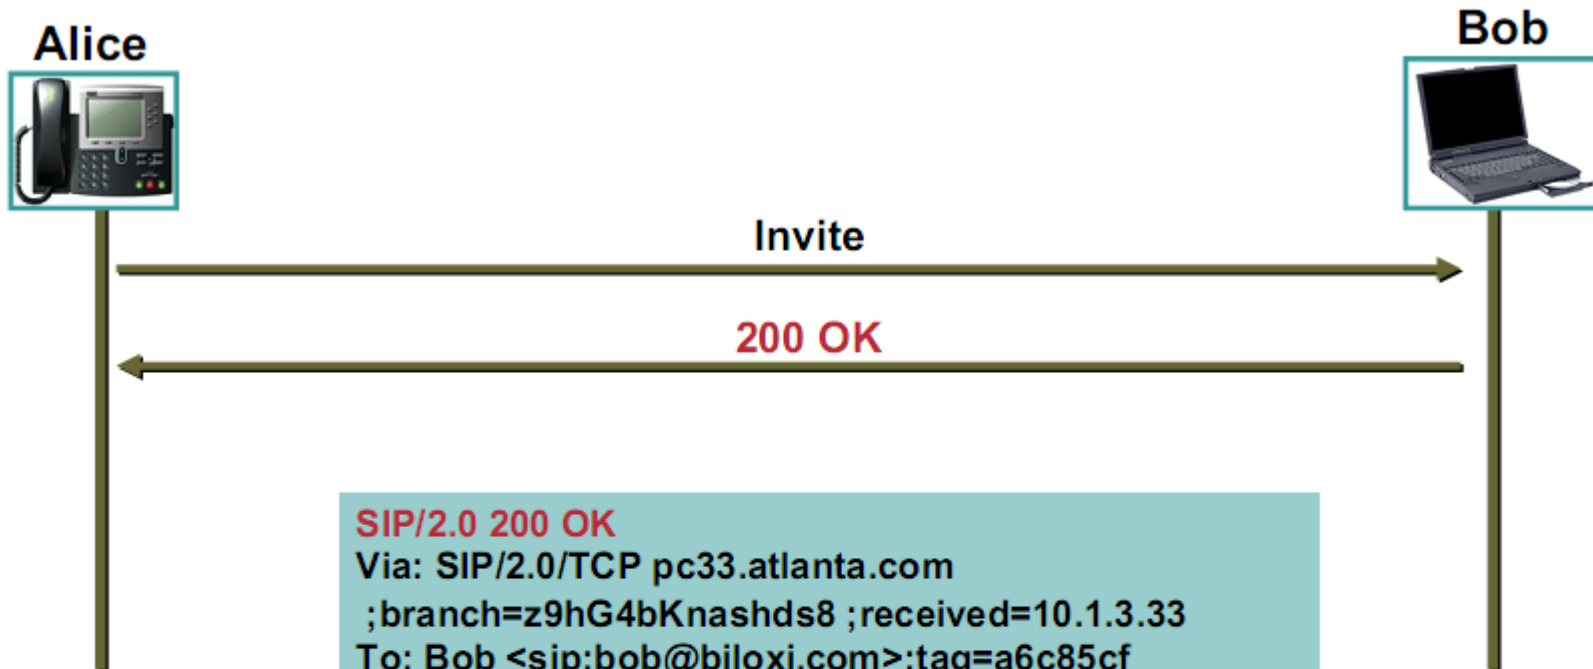 Alice
Bob
Invite
200 OK
SIP/2.0 200 OK
Via: SIP/2.0/TCP pc33.atlanta.com
;branch=z9hG4bKnashds8 ;received=10.1.3.33
To: Bob <sip:bob@biloxi.com>;tag=a6c85cf